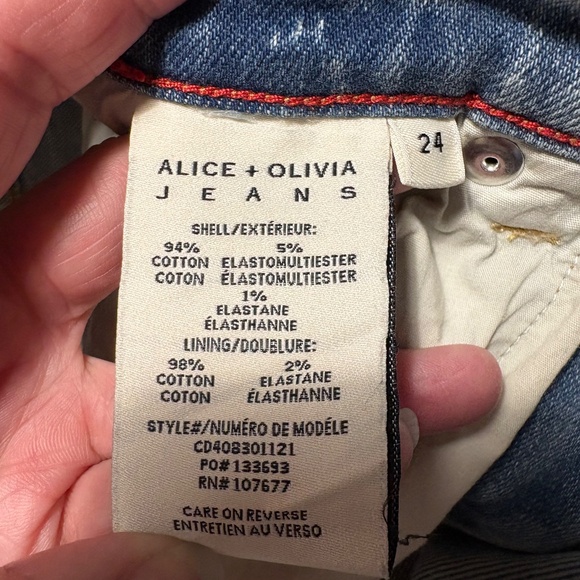 ALICE + OLIVIA
JEANS
24
SHELL/EXTÉRIEUR:
94% 5%
COTTON ELASTOMULTIESTER
COTON ÉLASTOMULTIESTER
1%
ELASTANE
ÉLASTHANNE
LINING/DOUBLURE:
98% 2%
COTTON ELASTANE
COTON ÉLASTHANNE
STYLE#/NUMÉRO DE MODÉLE
CD408301121
PO# 133693
RN# 107677
CARE ON REVERSE
ENTRETIEN AU VERSO